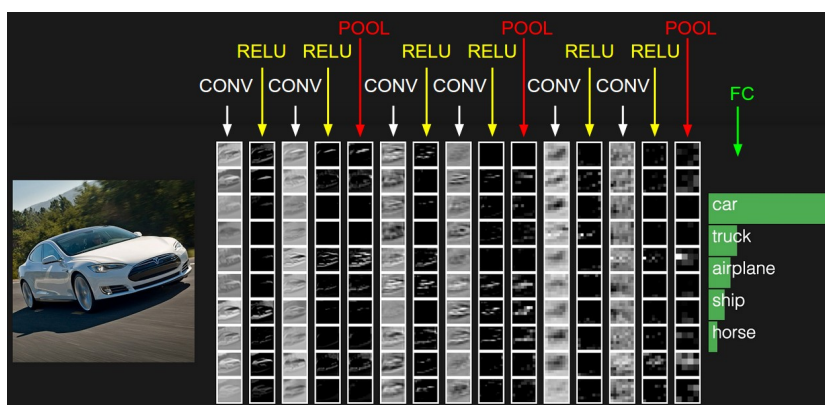 POOL POOL POOL
RELU RELU RELU RELU RELU RELU
CONV CONV CONV CONV CONV CONV
FC
car
truck
airplane
ship
horse